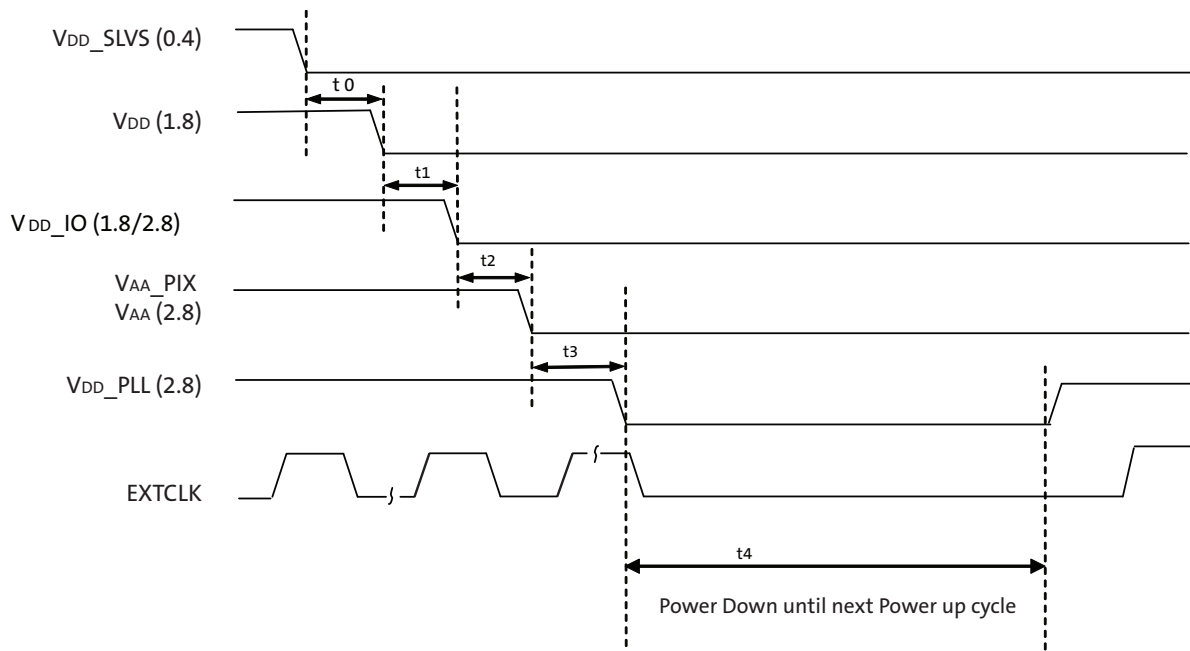 VDD_SLVS (0.4)
t 0
VDD (1.8)
t1
VDD_IO (1.8/2.8)
t2
VAA_PIX
VAA (2.8)
t3
VDD_PLL (2.8)
EXTCLK
t4
Power Down until next Power up cycle